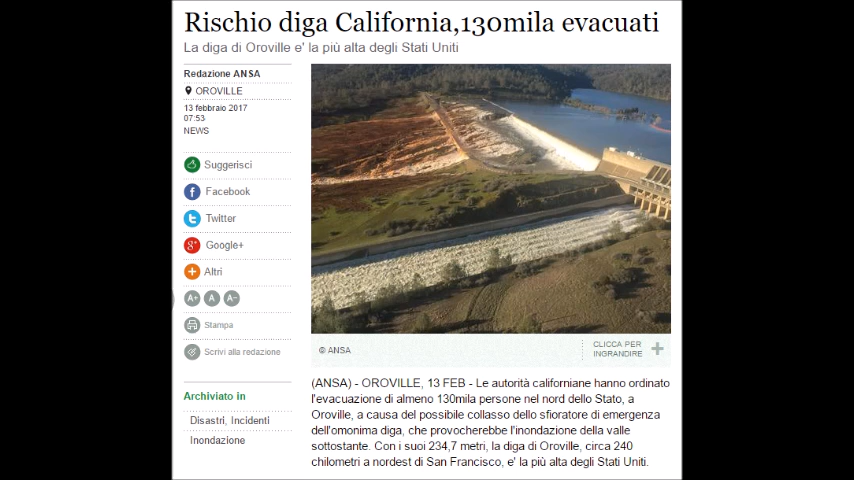 Rischio diga California,130mila evacuati
La diga di Oroville e' la più alta degli Stati Uniti
Redazione ANSA
OROVILLE
13 febbraio 2017
07:53
NEWS
Suggerisci
Facebook
Twitter
Google+
Altri
A+ A A-
Stampa
Scrivi alla redazione
Archiviato in
Disastri, Incidenti
Inondazione
© ANSA
CLICCA PER
INGRANDIRE
(ANSA) - OROVILLE, 13 FEB - Le autorità californiane hanno ordinato
l'evacuazione di almeno 130mila persone nel nord dello Stato, a
Oroville, a causa del possibile collasso dello sfioratore di emergenza
dell'omonima diga, che provocherebbe l'inondazione della valle
sottostante. Con i suoi 234,7 metri, la diga di Oroville, circa 240
chilometri a nordest di San Francisco, e' la più alta degli Stati Uniti.